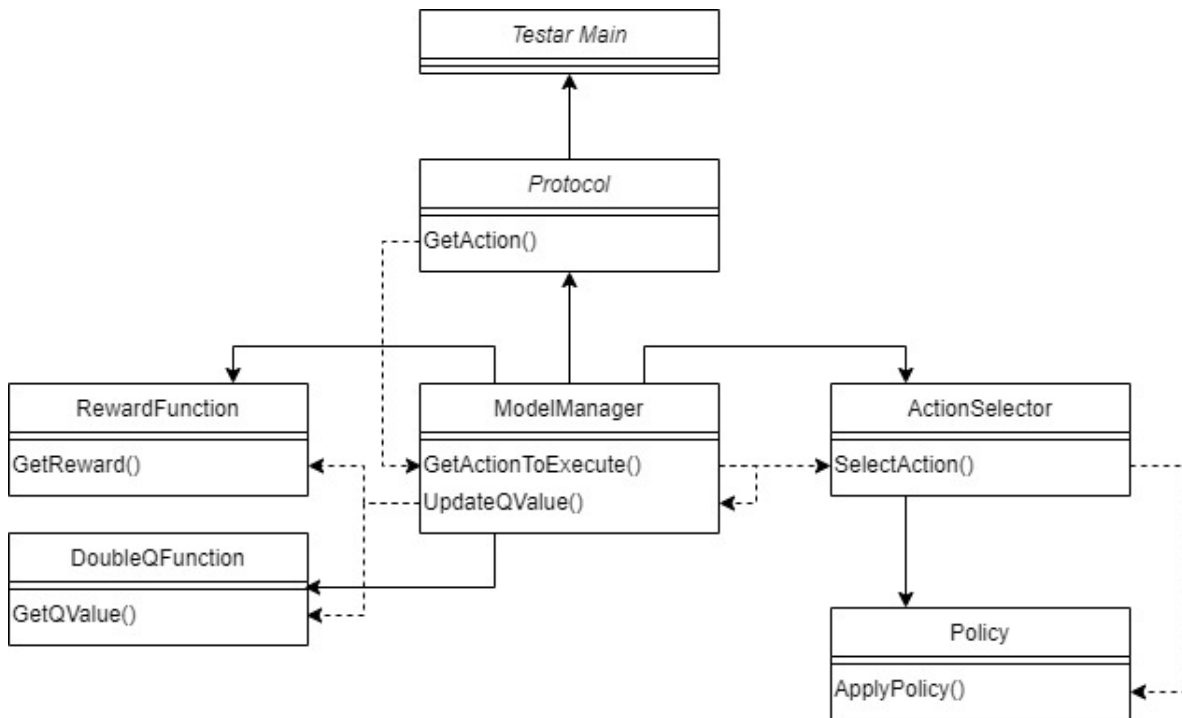 Testar Main
Protocol
GetAction()
RewardFunction
GetReward()
ModelManager
GetActionToExecute()
UpdateQValue()
ActionSelector
SelectAction()
DoubleQFunction
GetQValue()
Policy
ApplyPolicy()